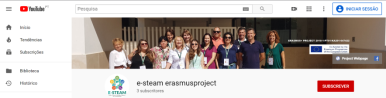 YouTube PT
Pesquisa
INICIAR SESSÃO
Início
Tendências
Subscrições
Biblioteca
Histórico
Project Webpage
E-STEAM
e-steam erasmusproject
3 subscritores
SUBSCREVER